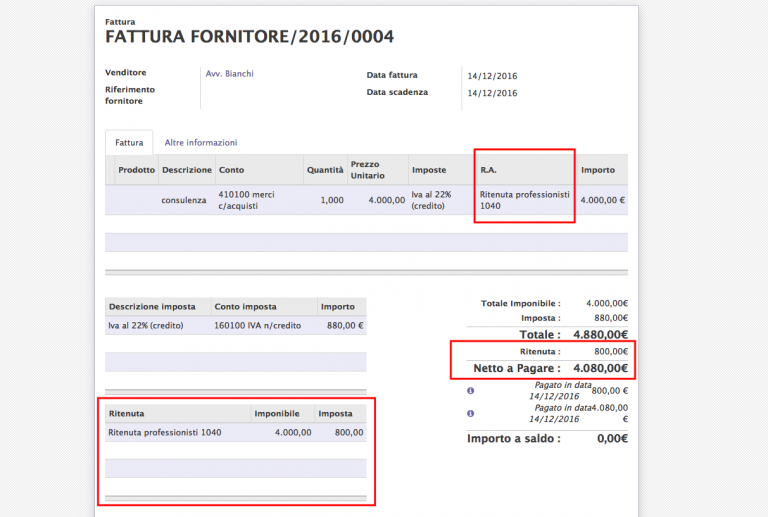 Fattura
FATTURA FORNITORE/2016/0004
Venditore Avv. Bianchi
Riferimento
fornitore
Data fattura 14/12/2016
Data scadenza 14/12/2016
Fattura Altre informazioni
Prodotto Descrizione Conto Quantità Prezzo Unitario Imposte R.A. Importo
consulenza 410100 merci c/acquisti 1,000 4.000,00 Iva al 22% (credito) Ritenuta professionisti 1040 4.000,00 €
Descrizione imposta Conto imposta Importo
Iva al 22% (credito) 160100 IVA n/credito 880,00 €
Ritenuta Imponibile Imposta
Ritenuta professionisti 1040 4.000,00 800,00
Totale Imponibile : 4.000,00€
Imposta : 880,00€
Totale : 4.880,00€
Ritenuta : 800,00€
Netto a Pagare : 4.080,00€
Pagato in data 14/12/2016 800,00 €
Pagato in data 14/12/2016 4.080,00 €
Importo a saldo : 0,00€